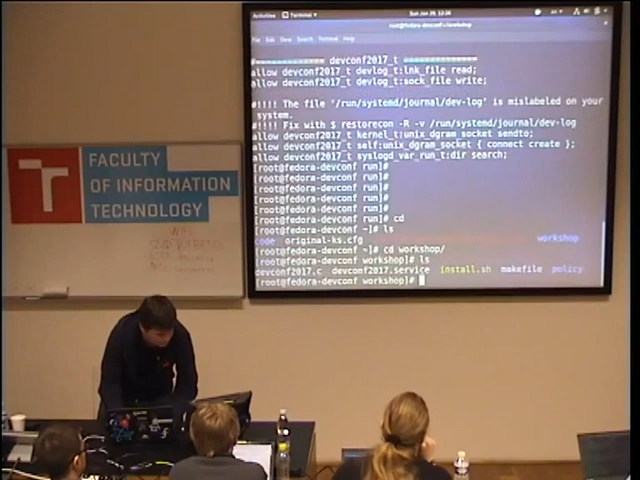 Activities Terminal Sun Jan 29, 12:26
root@fedora-devconf:~/workshop
File Edit View Search Terminal Help
#============= devconf2017_t ==============
allow devconf2017_t devlog_t:lnk_file read;
allow devconf2017_t devlog_t:sock_file write;
#!!!! The file '/run/systemd/journal/dev-log' is mislabeled on your
system.
#!!!! Fix with $ restorecon -R -v /run/systemd/journal/dev-log
allow devconf2017_t kernel_t:unix_dgram_socket sendto;
allow devconf2017_t self:unix_dgram_socket { connect create };
allow devconf2017_t syslogd_var_run_t:dir search;
[root@fedora-devconf run]#
[root@fedora-devconf run]#
[root@fedora-devconf run]#
[root@fedora-devconf run]#
[root@fedora-devconf run]#
[root@fedora-devconf run]# cd
[root@fedora-devconf ~]# ls
code original-ks.cfg workshop
[root@fedora-devconf ~]# cd workshop/
[root@fedora-devconf workshop]# ls
devconf2017.c devconf2017.service install.sh makefile policy
[root@fedora-devconf workshop]#
FACULTY
OF INFORMATION
TECHNOLOGY